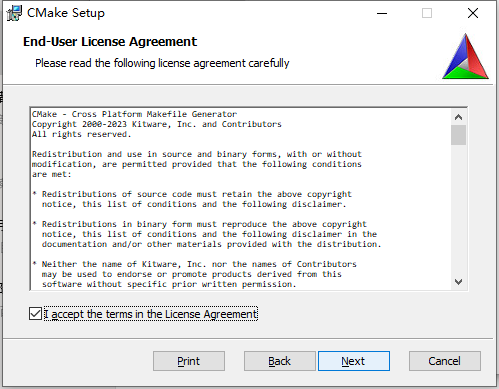 CMake Setup
End-User License Agreement
Please read the following license agreement carefully
CMake - Cross Platform Makefile Generator
Copyright 2000-2023 Kitware, Inc. and Contributors
All rights reserved.
Redistribution and use in source and binary forms, with or without
modification, are permitted provided that the following conditions
are met:
* Redistributions of source code must retain the above copyright
notice, this list of conditions and the following disclaimer.
* Redistributions in binary form must reproduce the above copyright
notice, this list of conditions and the following disclaimer in the
documentation and/or other materials provided with the distribution.
* Neither the name of Kitware, Inc. nor the names of Contributors
may be used to endorse or promote products derived from this
software without specific prior written permission.
I accept the terms in the License Agreement
Print
Back
Next
Cancel